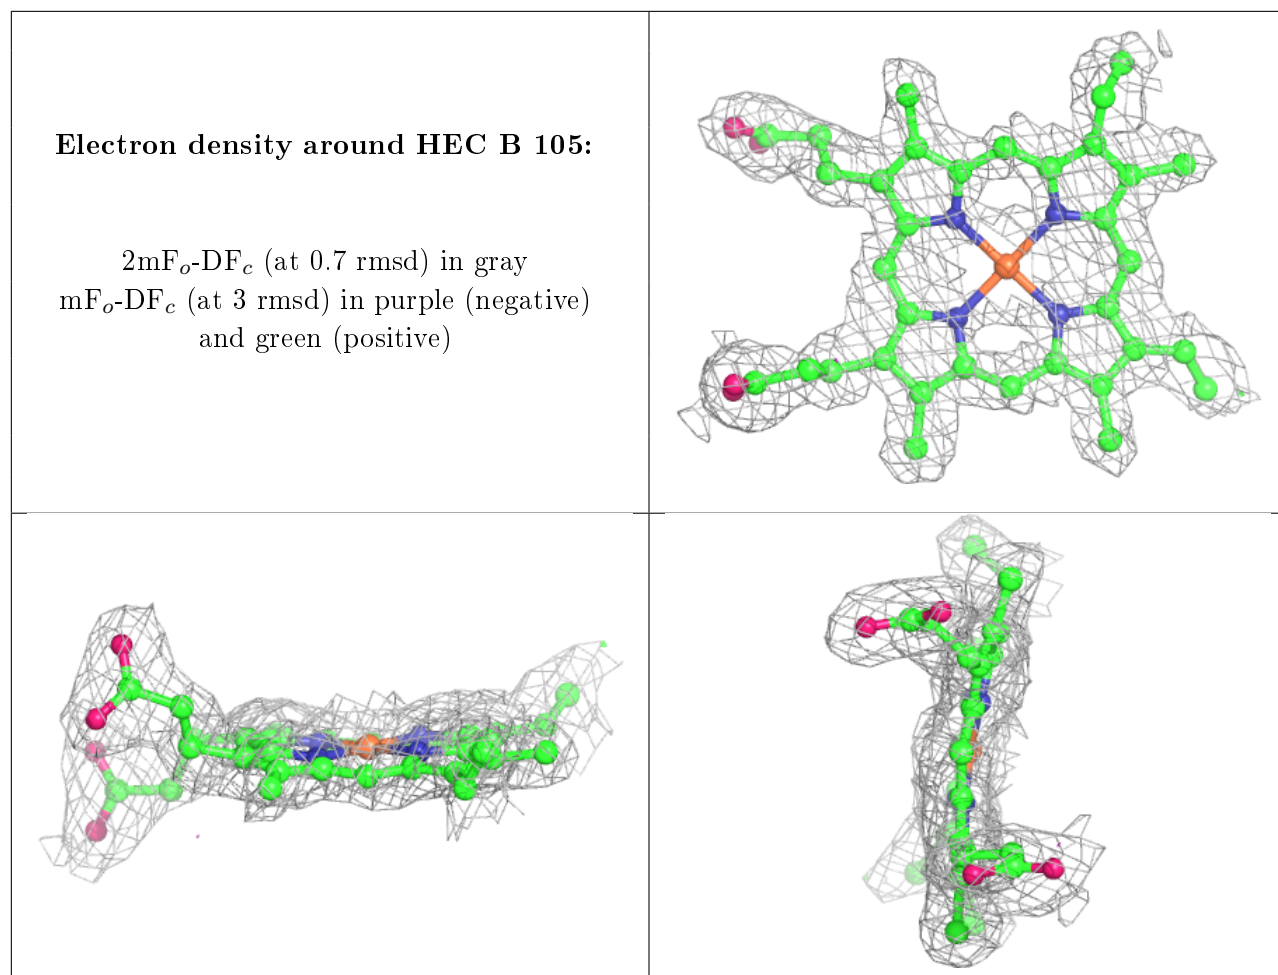 Electron density around HEC B 105:
2mFo-DFc (at 0.7 rmsd) in gray
mFo-DFc (at 3 rmsd) in purple (negative)
and green (positive)